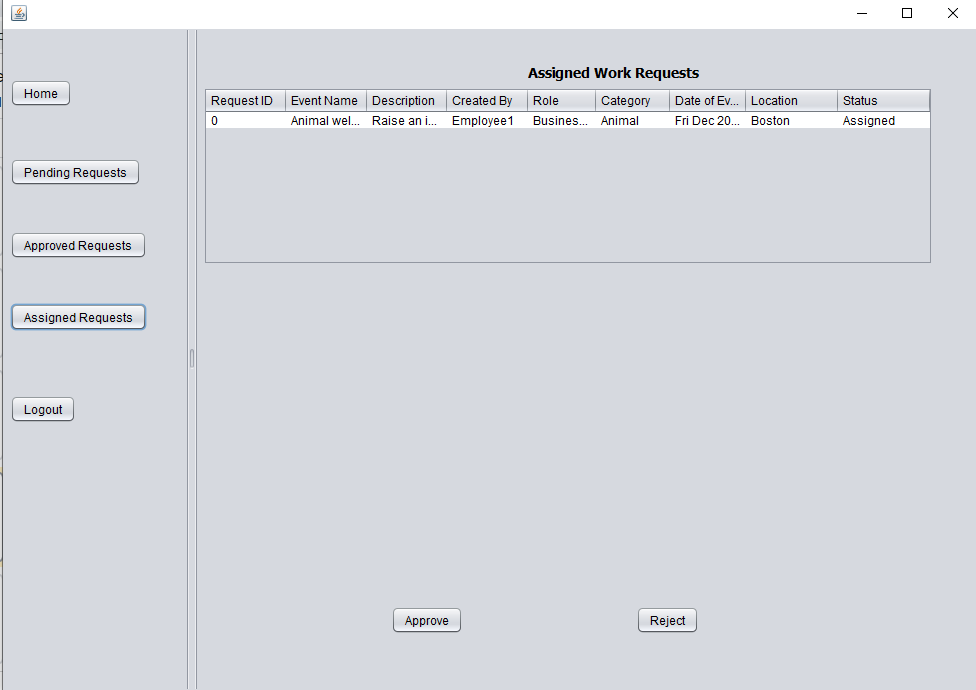 Assigned Work Requests
Home
Pending Requests
Approved Requests
Assigned Requests
Logout
Request ID Event Name Description Created By Role Category Date of Ev... Location Status
0 Animal wel... Raise an i... Employee1 Busines... Animal Fri Dec 20... Boston Assigned
Approve Reject